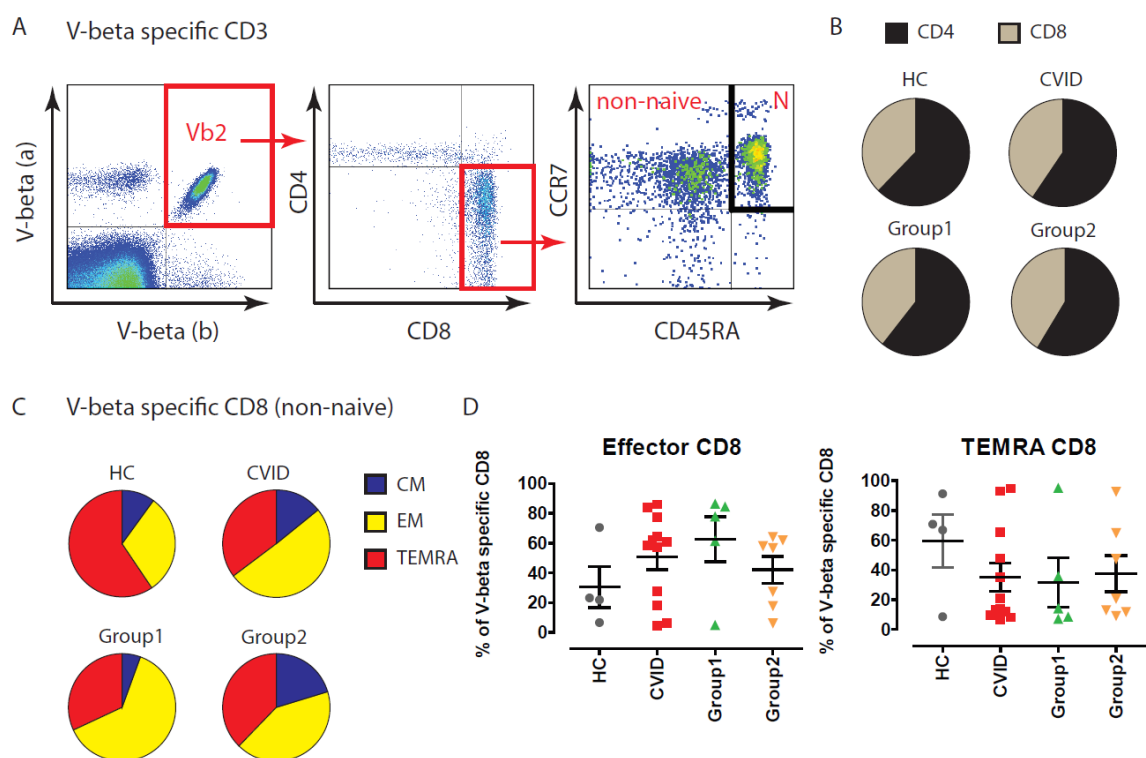 A V-beta specific CD3
V-beta (a)
Vb2
V-beta (b)
CD4
CD8
non-naive N
CCR7
CD45RA
B CD4 CD8
HC CVID
Group1 Group2
C V-beta specific CD8 (non-naive)
HC CVID
CM
EM
TEMRA
Group1 Group2
D
Effector CD8
% of V-beta specific CD8
100
80
60
40
20
0
HC CVID Group1 Group2
TEMRA CD8
% of V-beta specific CD8
100
80
60
40
20
0
HC CVID Group1 Group2